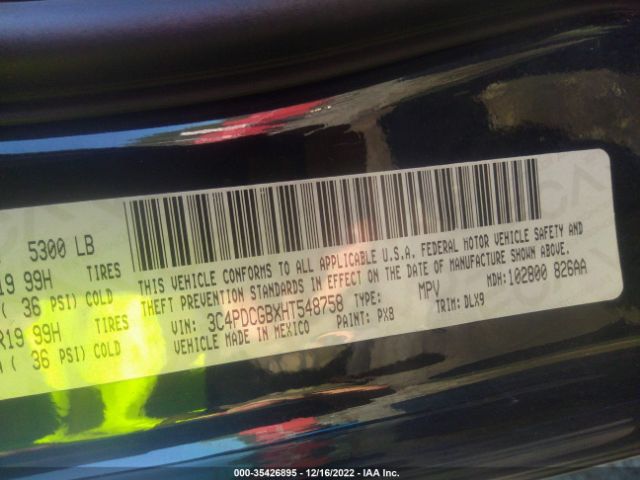 5300 LB
R19 99H TIRES
( 36 PSI) COLD
R19 99H TIRES
( 36 PSI) COLD
THIS VEHICLE CONFORMS TO ALL APPLICABLE U.S.A. FEDERAL MOTOR VEHICLE SAFETY AND
THEFT PREVENTION STANDARDS IN EFFECT ON THE DATE OF MANUFACTURE SHOWN ABOVE.
VIN: 3C4PDCGBXHT548758 TYPE: MPV MDH:102800 826AA
VEHICLE MADE IN MEXICO PAINT: PX8 TRIM: DLX9
000-35426895 - 12/16/2022 - IAA Inc.